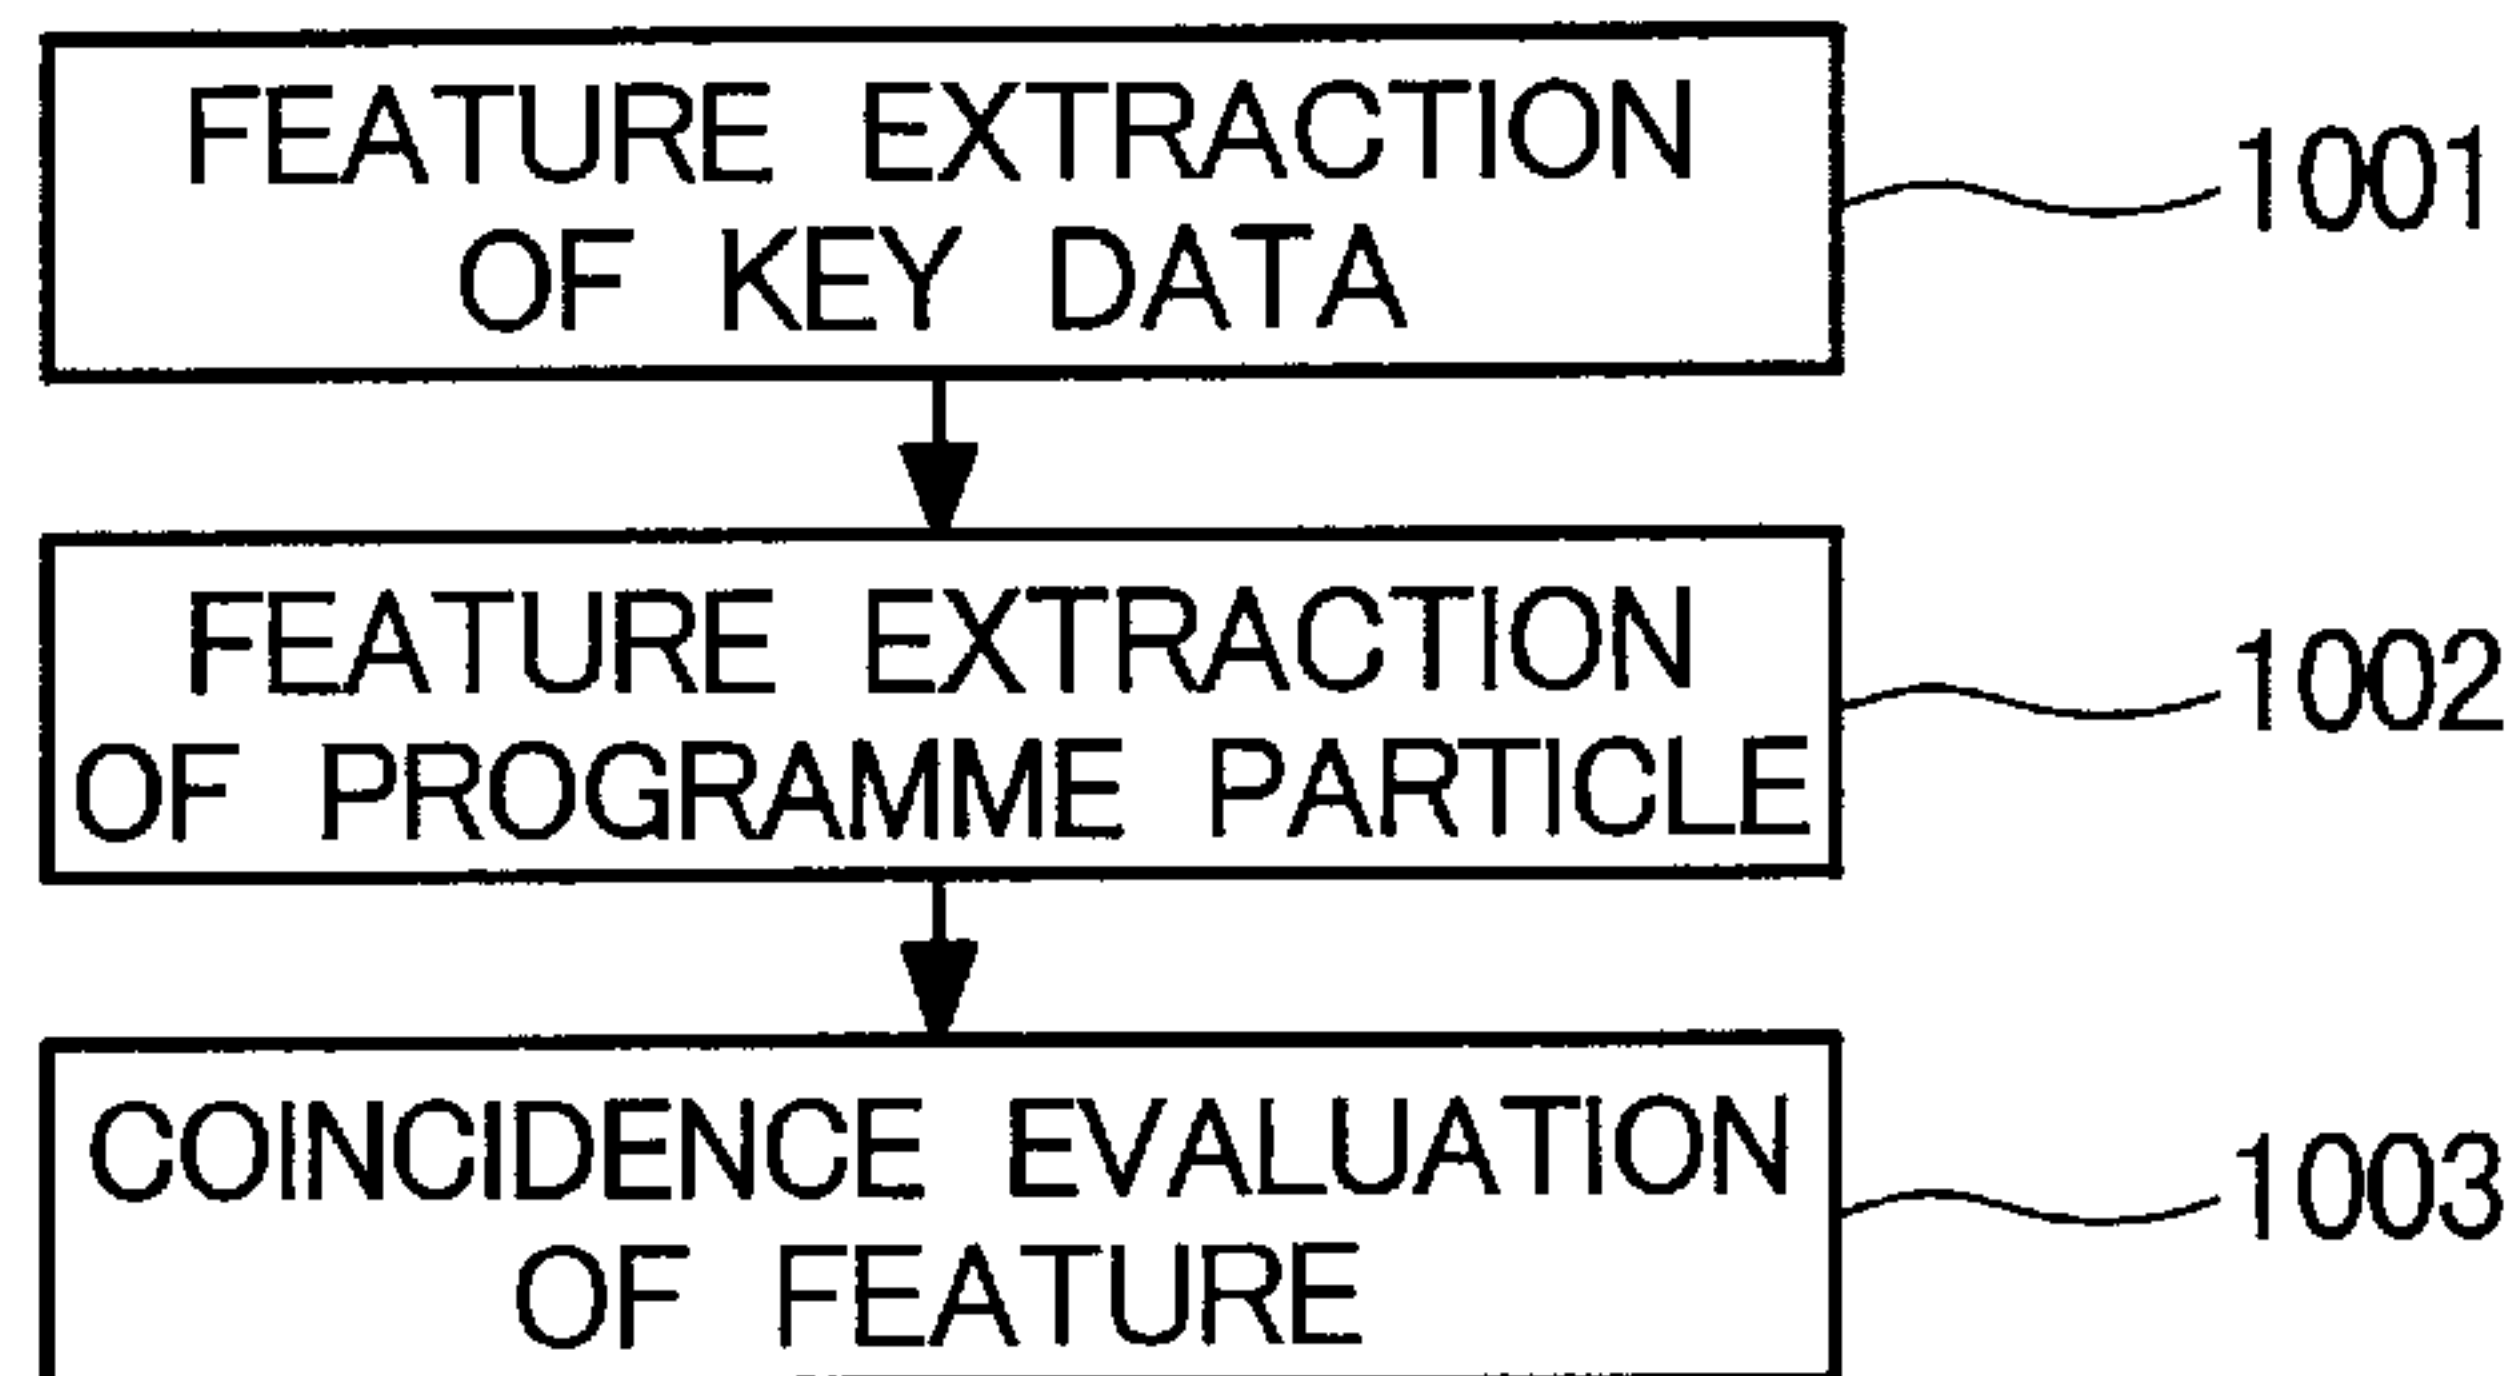 FEATURE EXTRACTION
OF KEY DATA
1001
FEATURE EXTRACTION
OF PROGRAMME PARTICLE
1002
COINCIDENCE EVALUATION
OF FEATURE
1003